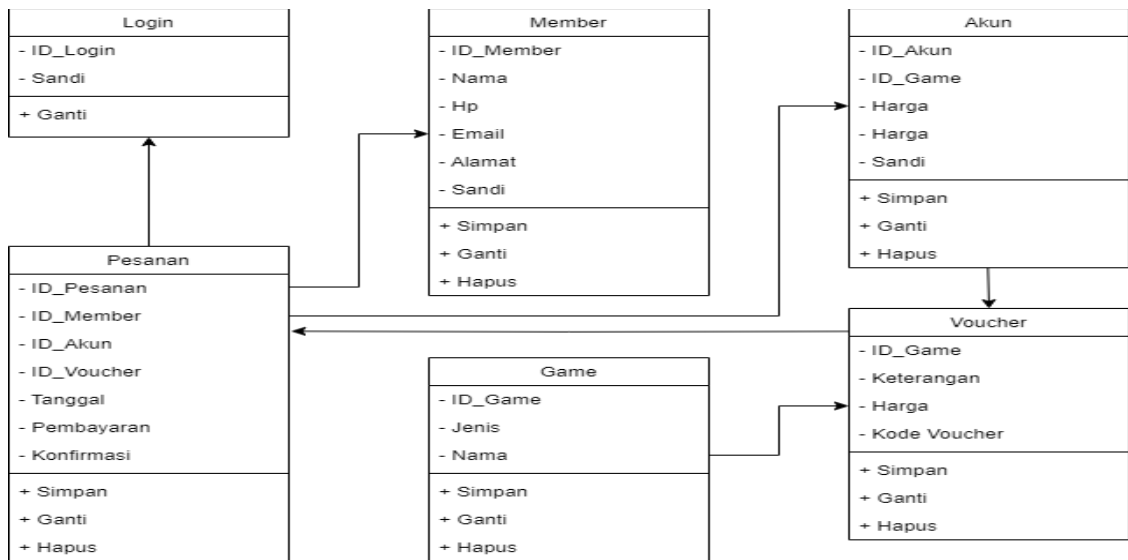 Login
- ID_Login
- Sandi
+ Ganti
Member
- ID_Member
- Nama
- Hp
- Email
- Alamat
- Sandi
+ Simpan
+ Ganti
+ Hapus
Akun
- ID_Akun
- ID_Game
- Harga
- Harga
- Sandi
+ Simpan
+ Ganti
+ Hapus
Pesanan
- ID_Pesanan
- ID_Member
- ID_Akun
- ID_Voucher
- Tanggal
- Pembayaran
- Konfirmasi
+ Simpan
+ Ganti
+ Hapus
Game
- ID_Game
- Jenis
- Nama
+ Simpan
+ Ganti
+ Hapus
Voucher
- ID_Game
- Keterangan
- Harga
- Kode Voucher
+ Simpan
+ Ganti
+ Hapus